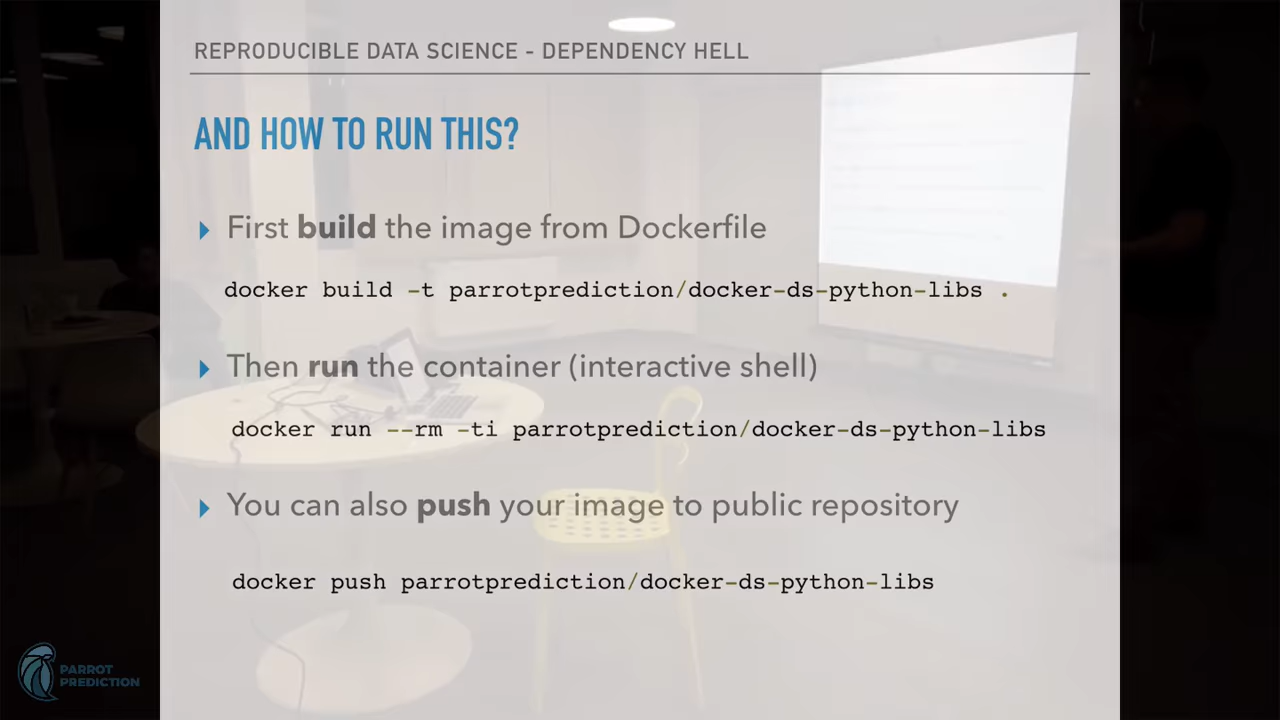 REPRODUCIBLE DATA SCIENCE - DEPENDENCY HELL
AND HOW TO RUN THIS?
▸ First build the image from Dockerfile
docker build -t parrotprediction/docker-ds-python-libs .
▸ Then run the container (interactive shell)
docker run --rm -ti parrotprediction/docker-ds-python-libs
▸ You can also push your image to public repository
docker push parrotprediction/docker-ds-python-libs
PARROT
PREDICTION